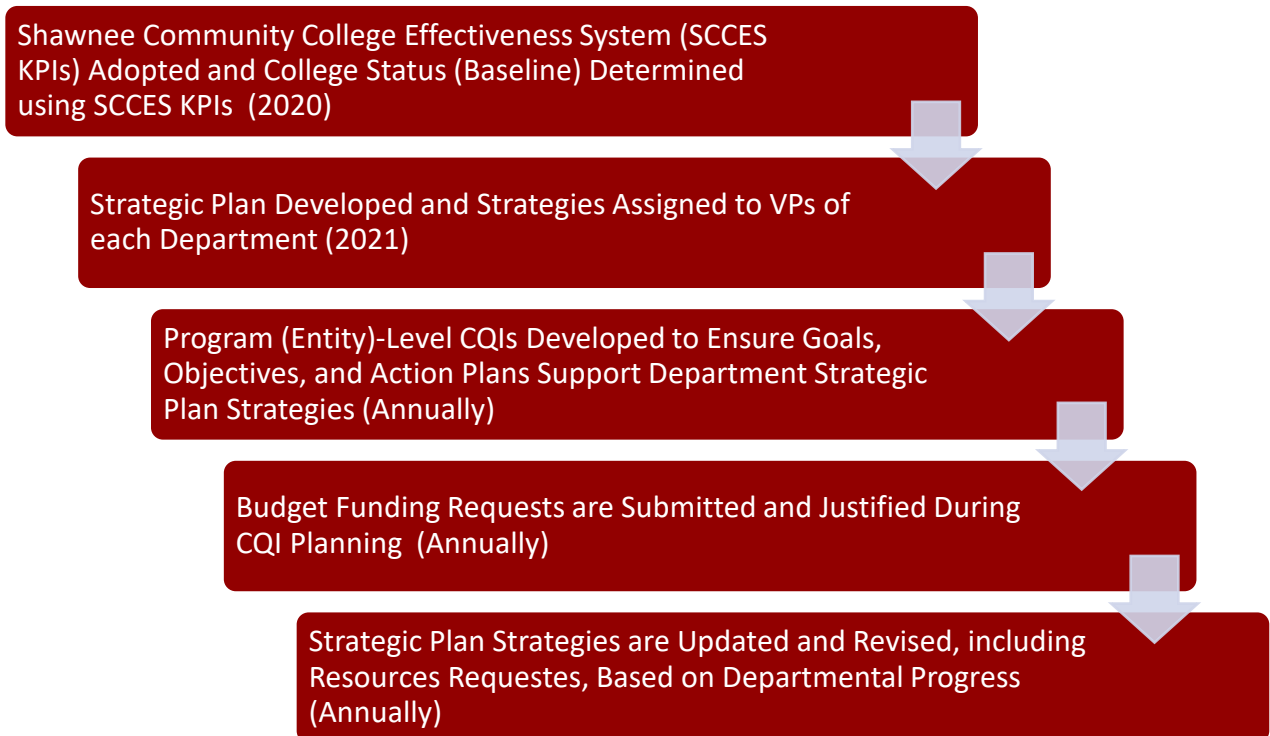 Shawnee Community College Effectiveness System (SCCES
KPIs) Adopted and College Status (Baseline) Determined
using SCCES KPIs  (2020)
Strategic Plan Developed and Strategies Assigned to VPs of
each Department (2021)
Program (Entity)-Level CQIs Developed to Ensure Goals,
Objectives, and Action Plans Support Department Strategic
Plan Strategies (Annually)
Budget Funding Requests are Submitted and Justified During
CQI Planning  (Annually)
Strategic Plan Strategies are Updated and Revised, including
Resources Requestes, Based on Departmental Progress
(Annually)